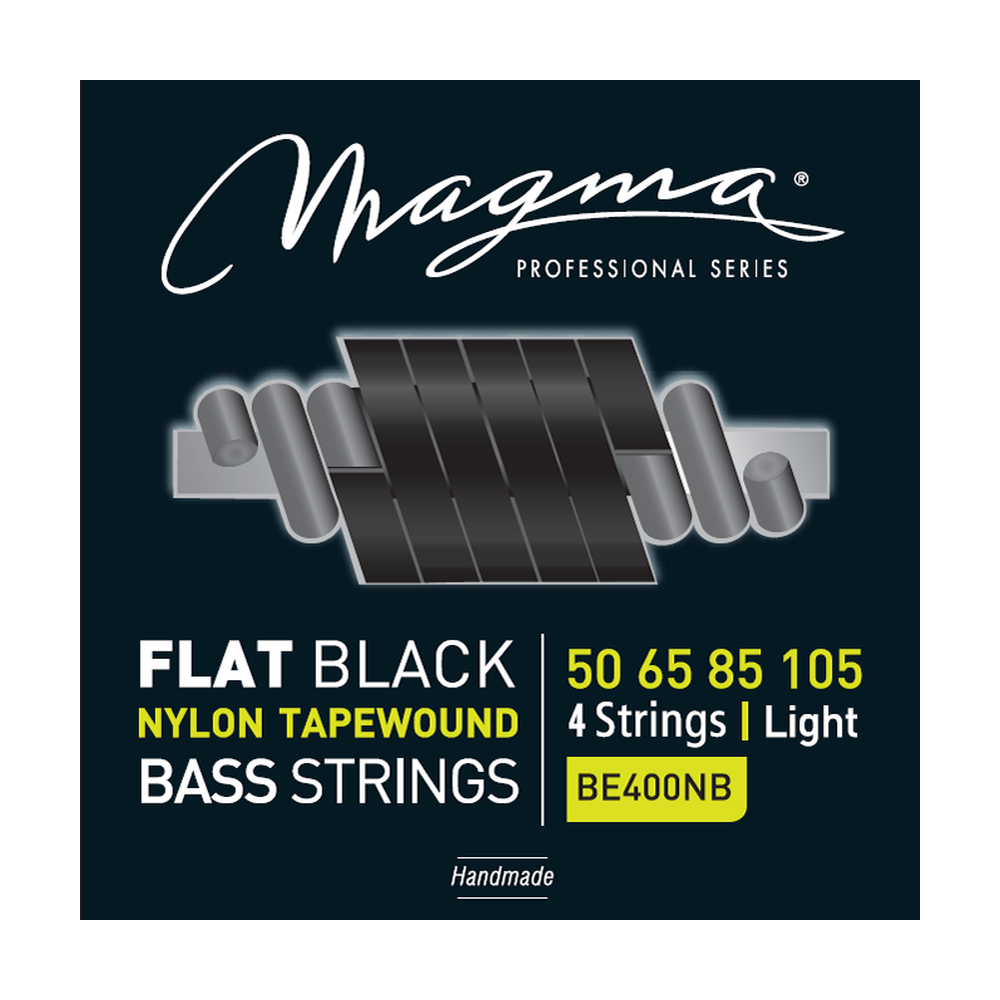 Magma®
PROFESSIONAL SERIES
FLAT BLACK
NYLON TAPEWOUND
BASS STRINGS
50 65 85 105
4 Strings | Light
BE400NB
Handmade